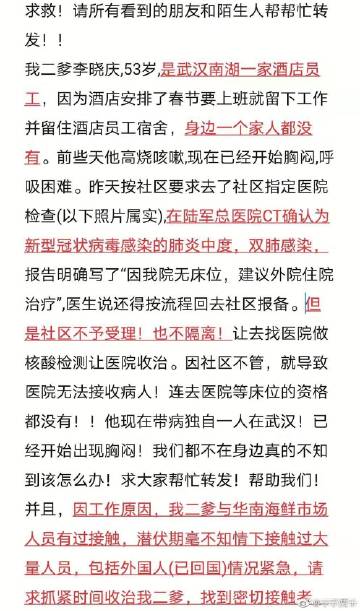 求救！请所有看到的朋友和陌生人帮帮忙转
发！！
我二爹李晓庆,53岁,是武汉南湖一家酒店员
工，因为酒店安排了春节要上班就留下工作
并留住酒店员工宿舍，身边一个家人都没
有。前些天他高烧咳嗽,现在已经开始胸闷,呼
吸困难。昨天按社区要求去了社区指定医院
检查(以下照片属实),在陆军总医院CT确认为
新型冠状病毒感染的肺炎中度，双肺感染，
报告明确写了“因我院无床位，建议外院住院
治疗”,医生说还得按流程回去社区报备。但
是社区不予受理！也不隔离！让去找医院做
核酸检测让医院收治。因社区不管，就导致
医院无法接收病人！连去医院等床位的资格
都没有！！他现在带病独自一人在武汉！已
经开始出现胸闷！我们都不在身边真的不知
到该怎么办！求大家帮忙转发！帮助我们！
并且，因工作原因，我二爹与华南海鲜市场
人员有过接触，潜伏期毫不知情下接触过大
量人员，包括外国人(已回国)情况紧急，请
求抓紧时间收治我二爹，找到密切接触者